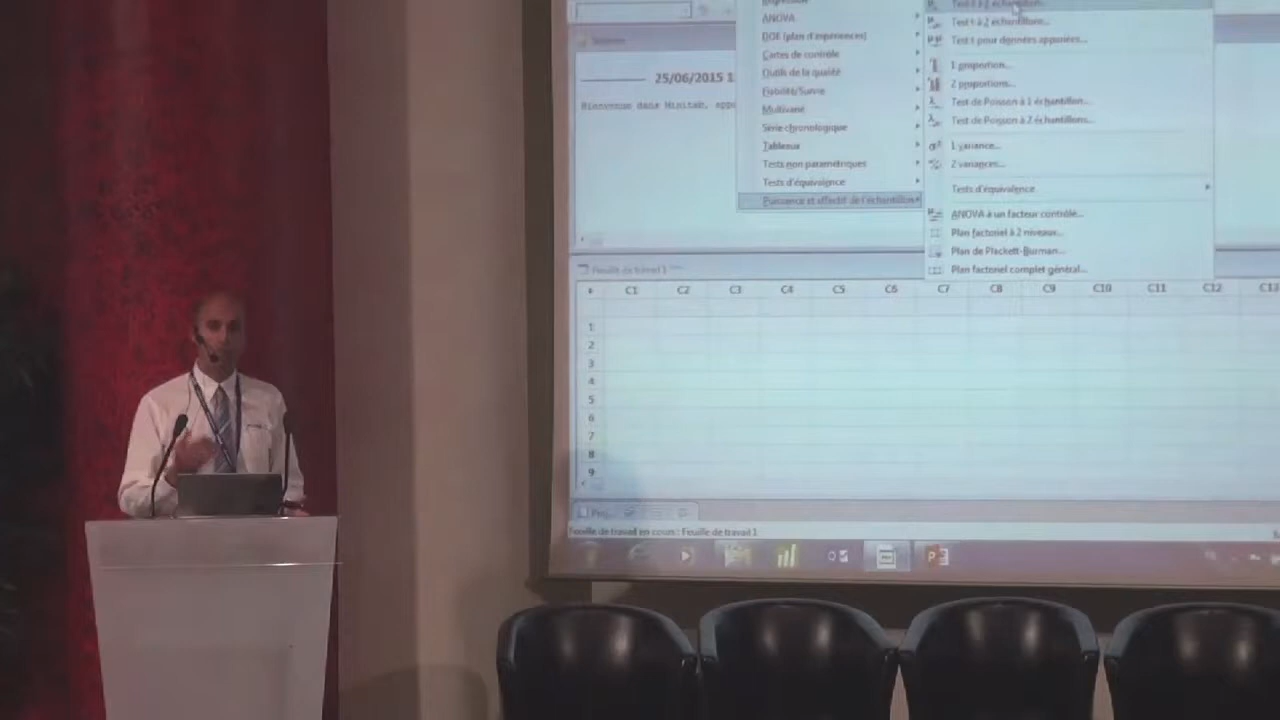 ANOVA
DOE (plan d'expériences)
Cartes de contrôle
Outils de la qualité
Fiabilité/Survie
Multivarié
Série chronologique
Tableaux
Tests non paramétriques
Tests d'équivalence
Puissance et effectif de l'échantillon
Test t à 2 échantillons...
Test t pour données appariées...
1 proportion...
2 proportions...
Test de Poisson à 1 échantillon...
Test de Poisson à 2 échantillons...
1 variance...
2 variances...
Tests d'équivalence
ANOVA à un facteur contrôlé...
Plan factoriel à 2 niveaux...
Plan de Plackett-Burman...
Plan factoriel complet général...
25/06/2015 1
Bienvenue dans Minitab, appu
Feuille de travail 1
C1 C2 C3 C4 C5 C6 C7 C8 C9 C10 C11 C12 C13
1
2
3
4
5
6
7
8
9
Feuille de travail en cours : Feuille de travail 1